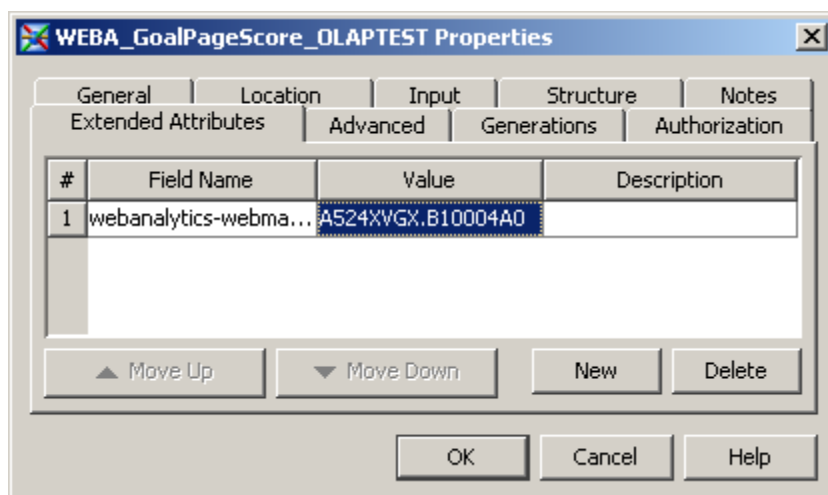 WEBA_GoalPageScore_OLAPTEST Properties
General Location Input Structure Notes
Extended Attributes Advanced Generations Authorization
# Field Name Value Description
1 webanalytics-webma... A524XVGX.B10004A0
Move Up Move Down New Delete
OK Cancel Help